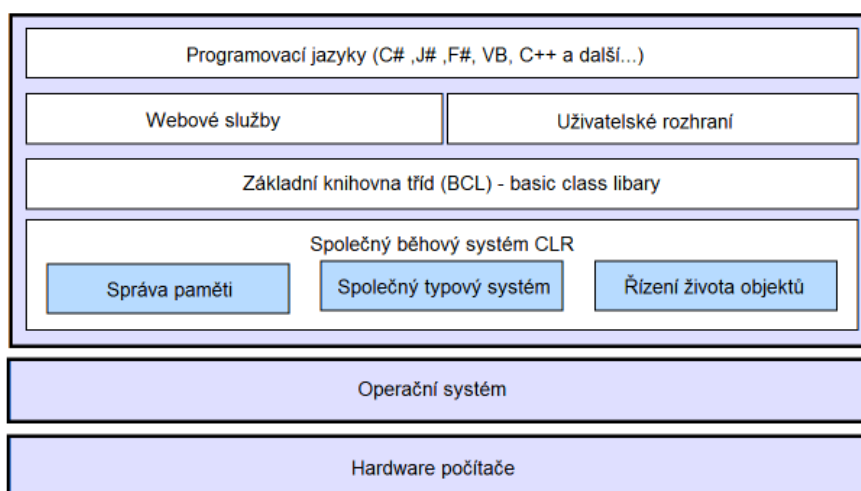 Programovací jazyky (C# ,J# ,F#, VB, C++ a další...)
Webové služby
Uživatelské rozhraní
Základní knihovna tříd (BCL) - basic class libary
Společný běhový systém CLR
Správa paměti
Společný typový systém
Řízení života objektů
Operační systém
Hardware počítače